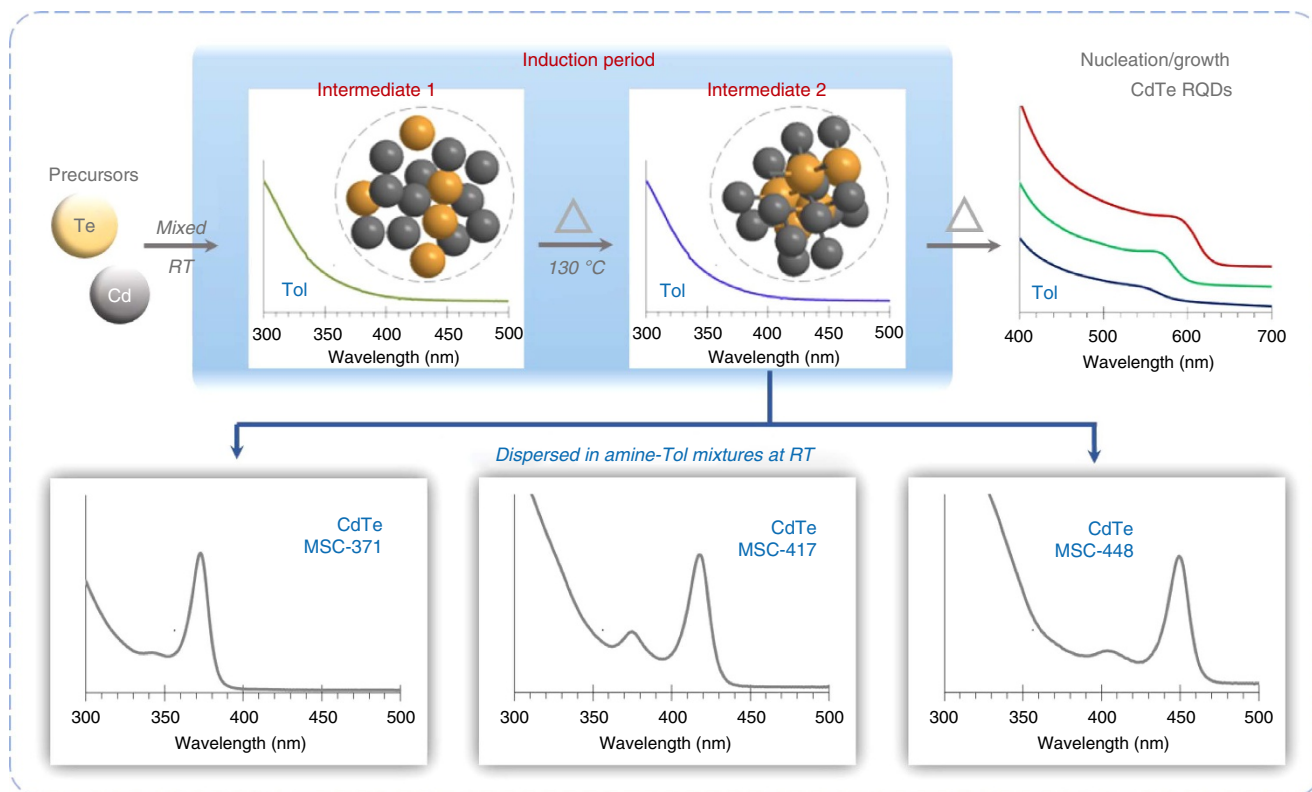 Induction period
Nucleation/growth
CdTe RQDs
Intermediate 1
Intermediate 2
Precursors
Te
Cd
Mixed
RT
130 °C
Tol
300 350 400 450 500
Wavelength (nm)
Tol
300 350 400 450 500
Wavelength (nm)
Tol
400 500 600 700
Wavelength (nm)
Dispersed in amine-Tol mixtures at RT
CdTe
MSC-371
300 350 400 450 500
Wavelength (nm)
CdTe
MSC-417
300 350 400 450 500
Wavelength (nm)
CdTe
MSC-448
300 350 400 450 500
Wavelength (nm)